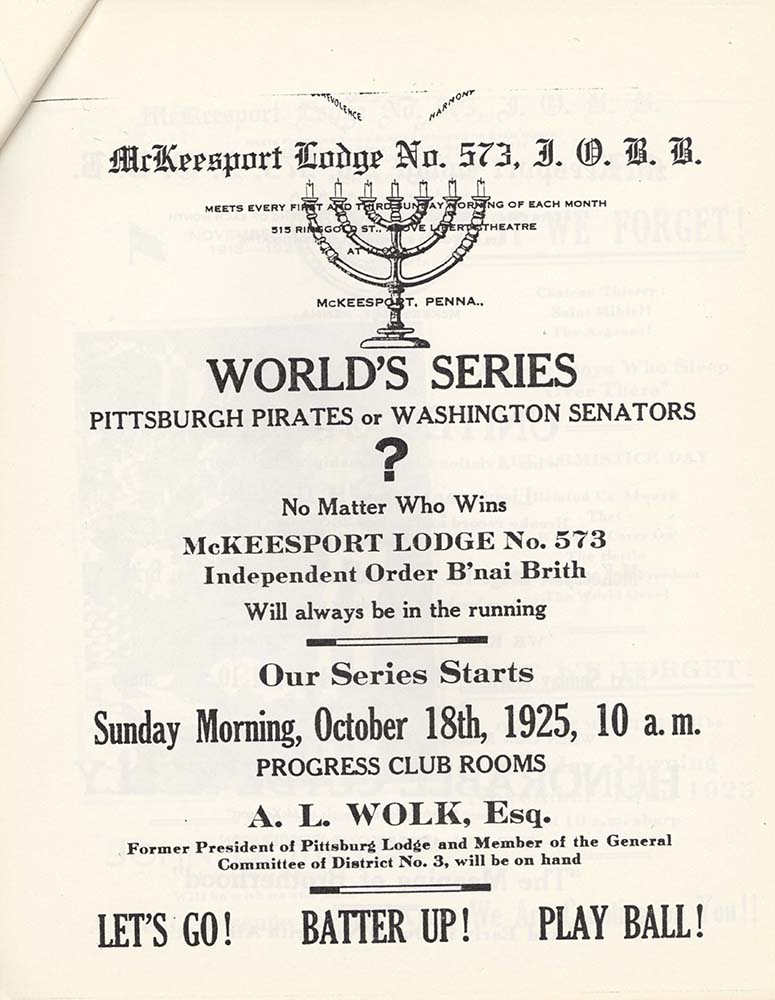 BENEVOLENCE HARMONY
McKeesport Lodge No. 573, I. O. B. B.
MEETS EVERY FIRST AND THIRD SUNDAY MORNING OF EACH MONTH
515 RINGGOLD ST., ABOVE LIBERTY THEATRE
AT 10
McKEESPORT, PENNA.,
WORLD'S SERIES
PITTSBURGH PIRATES or WASHINGTON SENATORS
?
No Matter Who Wins
McKEESPORT LODGE No. 573
Independent Order B'nai Brith
Will always be in the running
Our Series Starts
Sunday Morning, October 18th, 1925, 10 a. m.
PROGRESS CLUB ROOMS
A. L. WOLK, Esq.
Former President of Pittsburg Lodge and Member of the General
Committee of District No. 3, will be on hand
LET'S GO! BATTER UP! PLAY BALL!